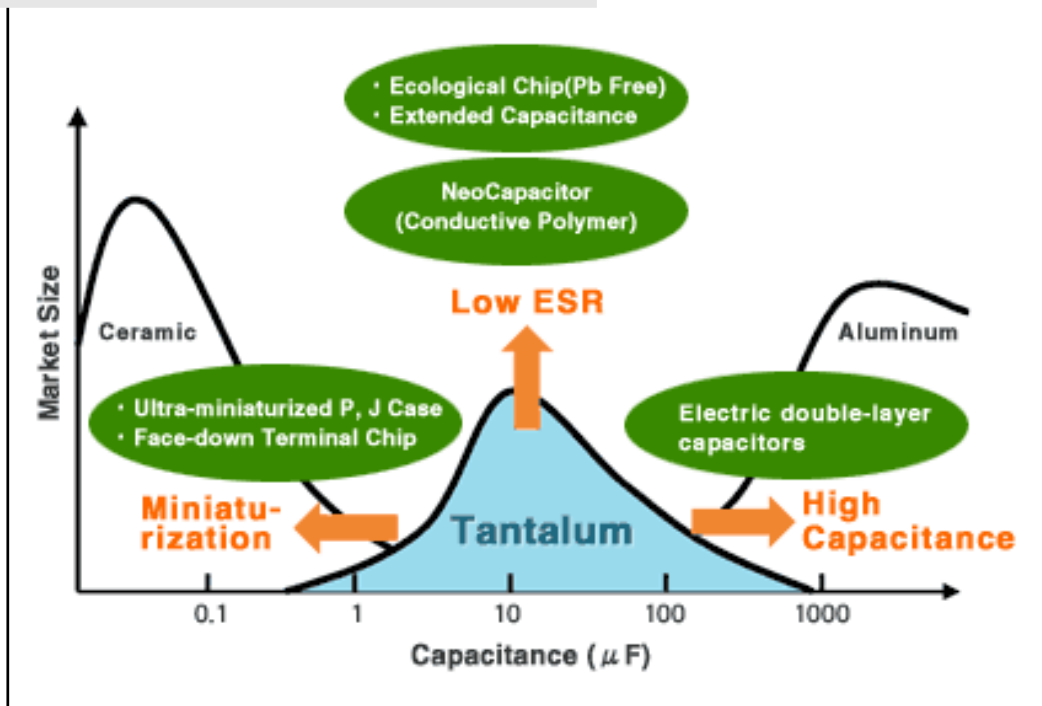 ・ Ecological Chip(Pb Free)
・ Extended Capacitance
NeoCapacitor
(Conductive Polymer)
Low ESR
Market Size
Ceramic
Aluminum
・ Ultra-miniaturized P, J Case
・ Face-down Terminal Chip
Electric double-layer
capacitors
Miniatu-
rization
Tantalum
High
Capacitance
0.1
1
10
100
1000
Capacitance ( μ F)